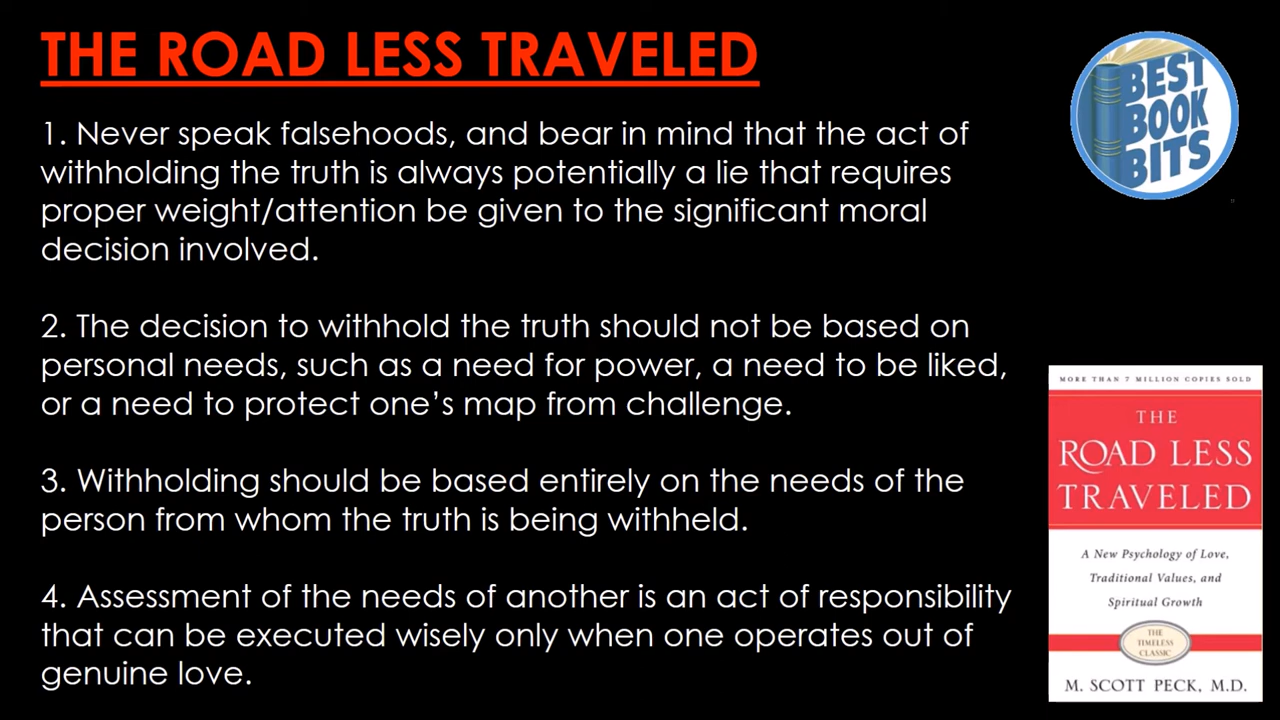 THE ROAD LESS TRAVELED
BEST
BOOK
BITS
1. Never speak falsehoods, and bear in mind that the act of
withholding the truth is always potentially a lie that requires
proper weight/attention be given to the significant moral
decision involved.
2. The decision to withhold the truth should not be based on
personal needs, such as a need for power, a need to be liked,
or a need to protect one’s map from challenge.
3. Withholding should be based entirely on the needs of the
person from whom the truth is being withheld.
4. Assessment of the needs of another is an act of responsibility
that can be executed wisely only when one operates out of
genuine love.
MORE THAN 7 MILLION COPIES SOLD
THE
ROAD LESS
TRAVELED
A New Psychology of Love,
Traditional Values, and
Spiritual Growth
THE
TIMELESS
CLASSIC
M. SCOTT PECK, M.D.